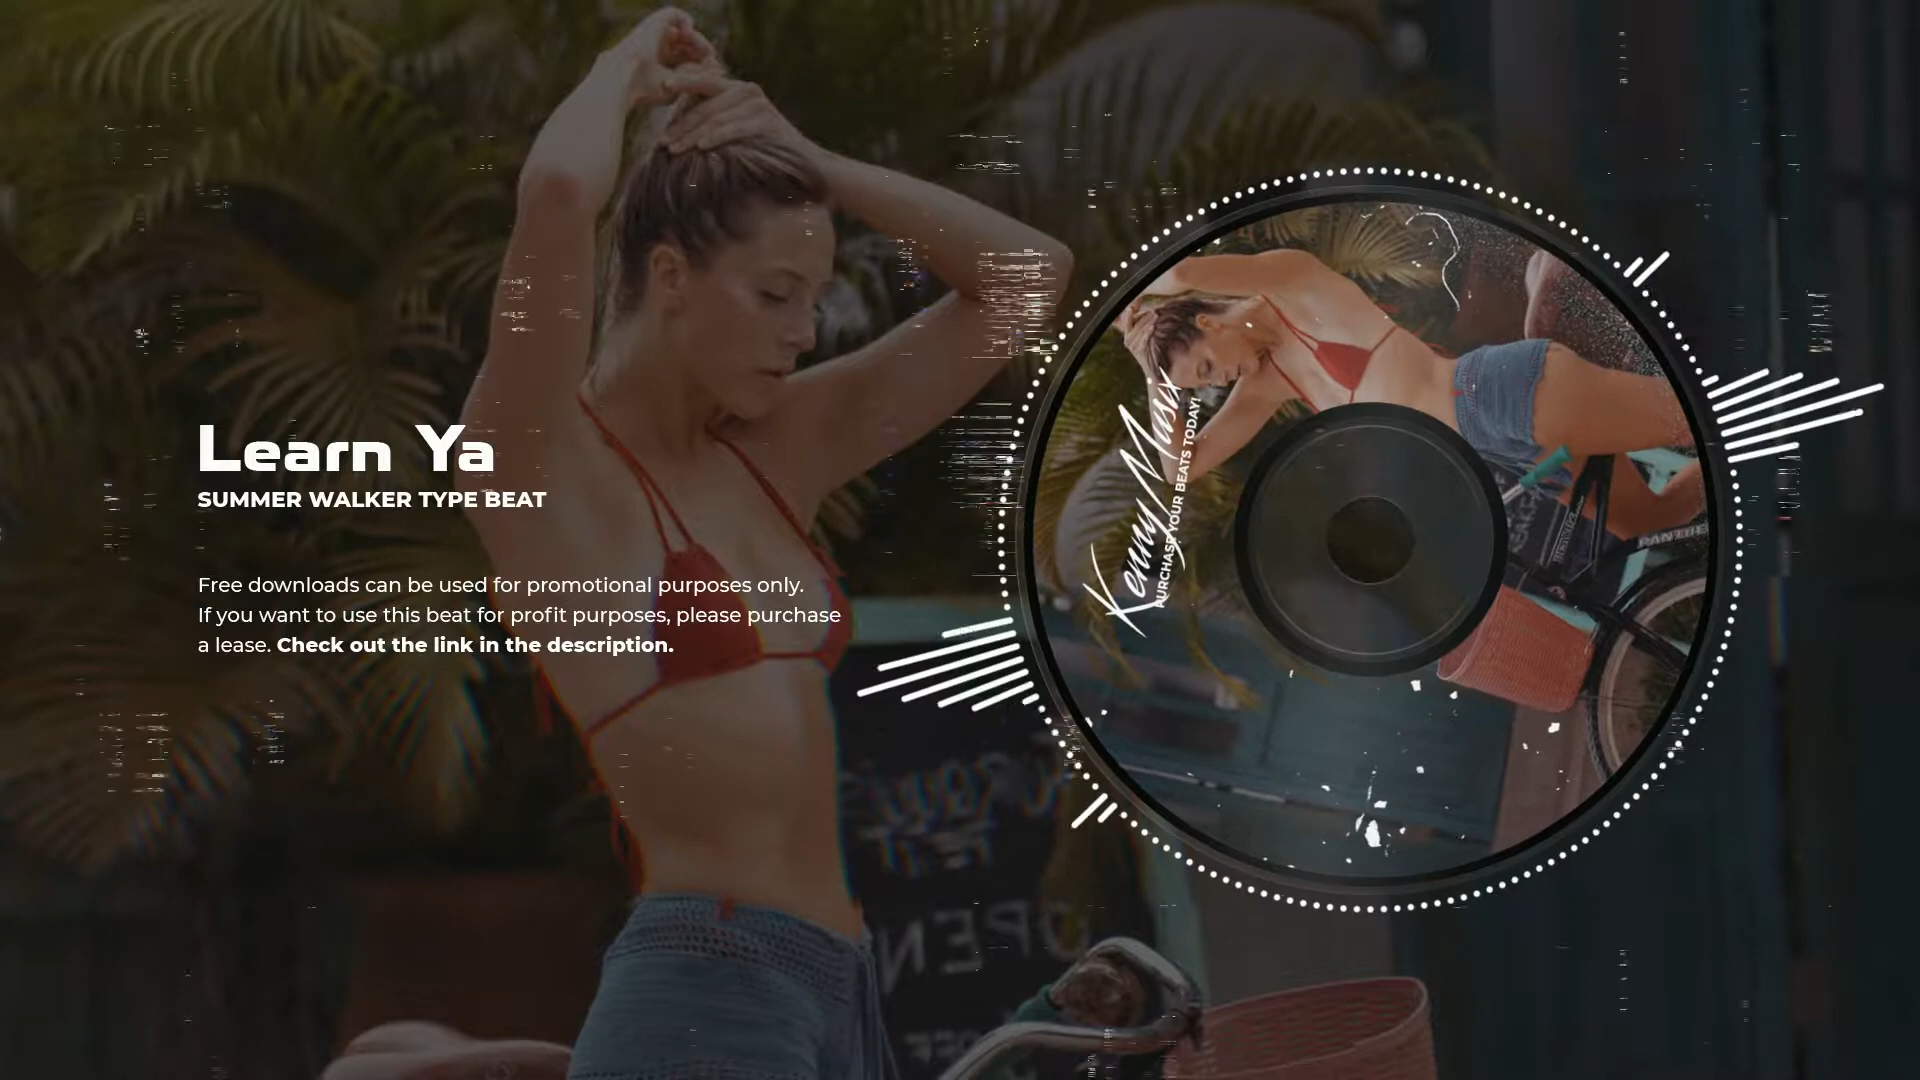 Learn Ya
SUMMER WALKER TYPE BEAT
Free downloads can be used for promotional purposes only.
If you want to use this beat for profit purposes, please purchase
a lease. Check out the link in the description.
Kenny Musix
PURCHASE YOUR BEATS TODAY!
OPEN